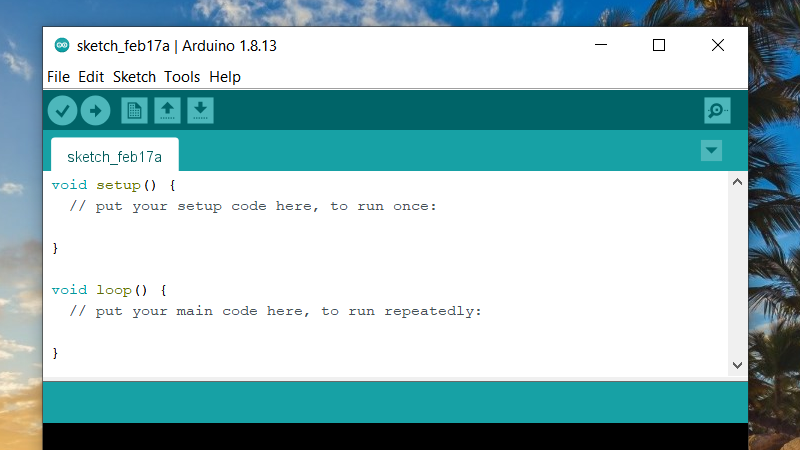 sketch_feb17a | Arduino 1.8.13
File Edit Sketch Tools Help
sketch_feb17a
void setup() {
  // put your setup code here, to run once:
}
void loop() {
  // put your main code here, to run repeatedly:
}